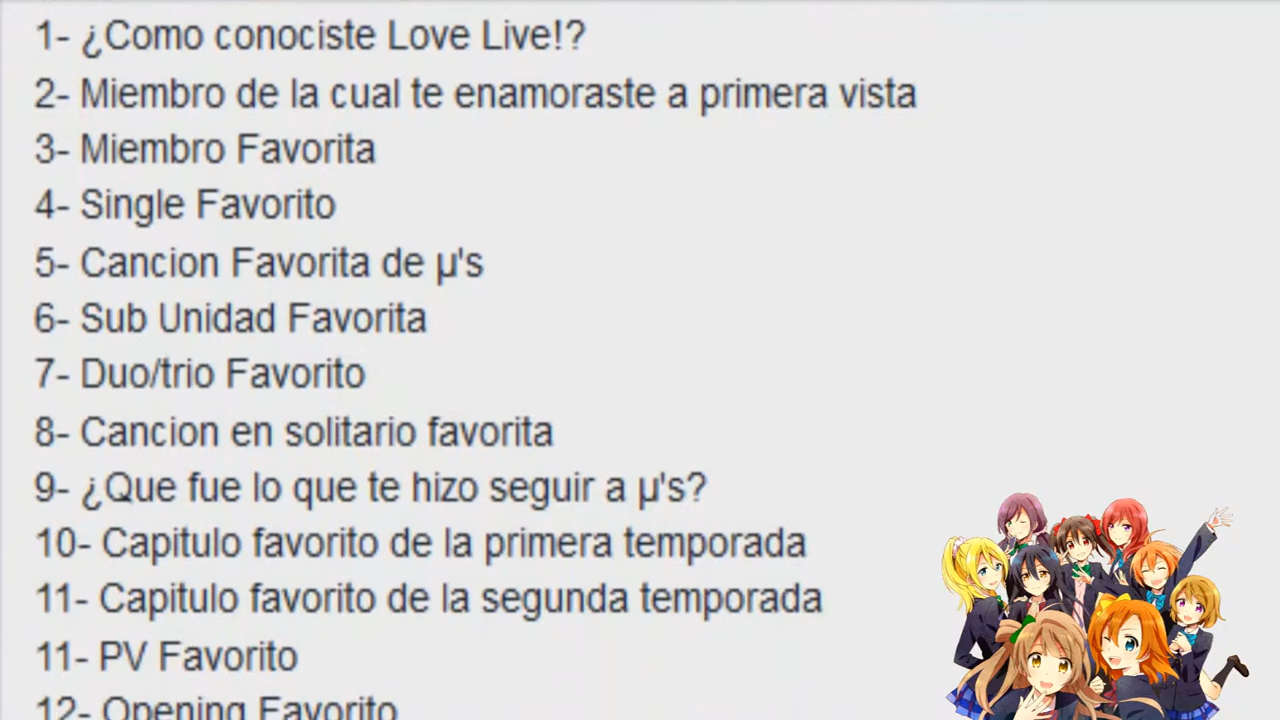 1- ¿Como conociste Love Live!?
2- Miembro de la cual te enamoraste a primera vista
3- Miembro Favorita
4- Single Favorito
5- Cancion Favorita de µ's
6- Sub Unidad Favorita
7- Duo/trio Favorito
8- Cancion en solitario favorita
9- ¿Que fue lo que te hizo seguir a µ's?
10- Capitulo favorito de la primera temporada
11- Capitulo favorito de la segunda temporada
11- PV Favorito
12- Opening Favorito